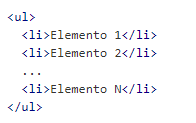 <ul>
  <li>Elemento 1</li>
  <li>Elemento 2</li>
  ...
  <li>Elemento N</li>
</ul>